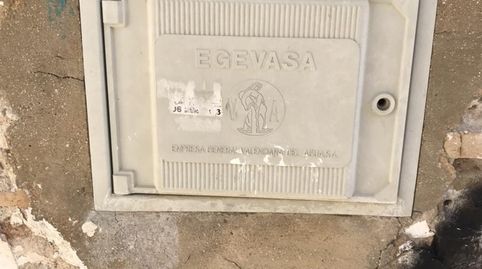 EGEVASA
V A
EMPRESA GENERAL VALENCIANA DEL AGUA,S.A.